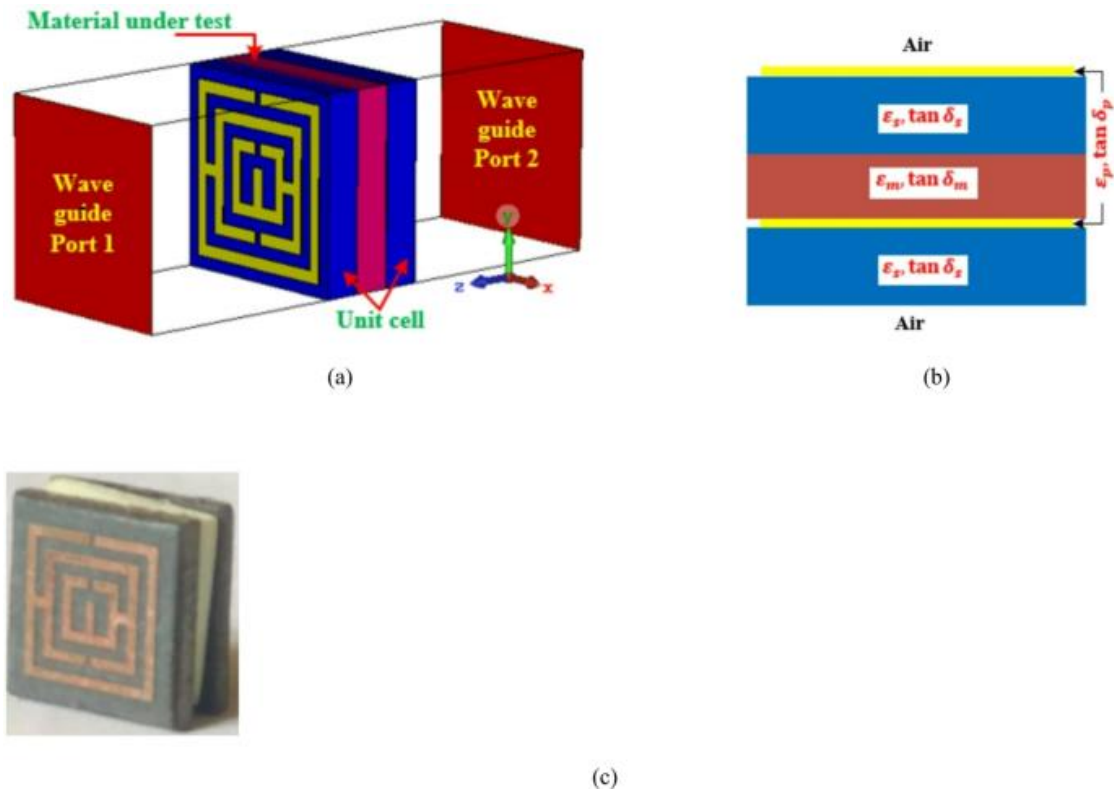 Material under test
Wave
guide
Port 1
Wave
guide
Port 2
y
z
x
Unit cell
(a)
Air
εs, tan δs
εm, tan δm
εp, tan δp
εs, tan δs
Air
(b)
(c)